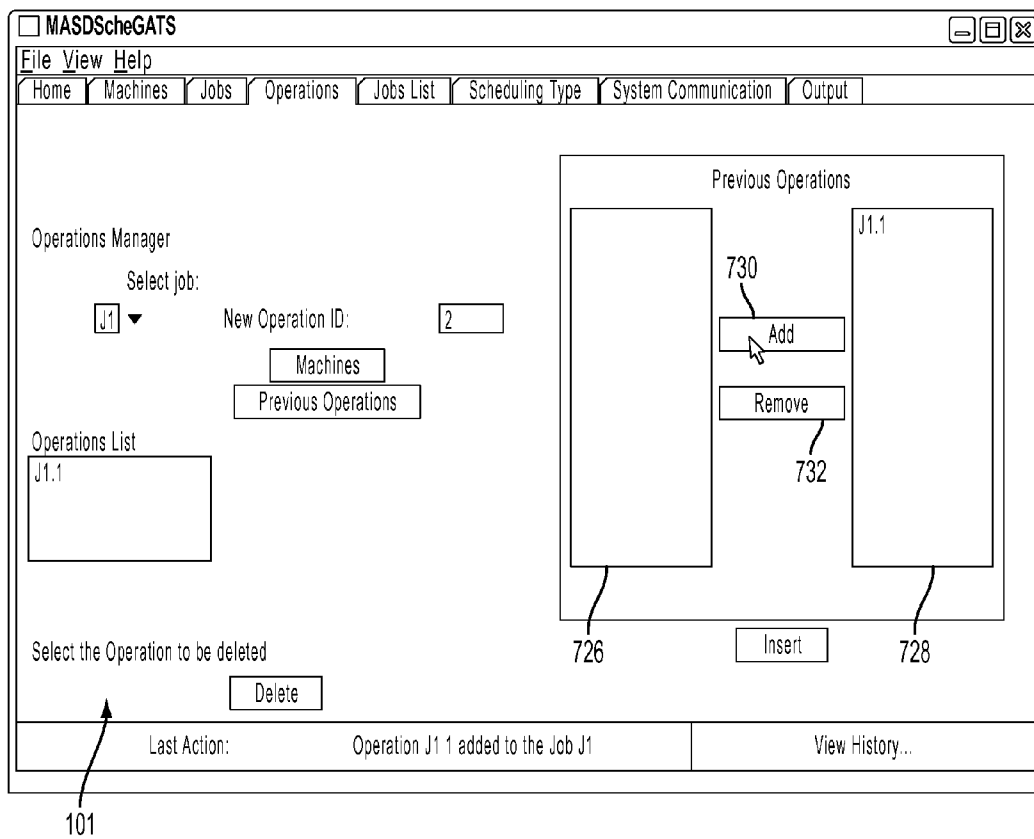 MASDScheGATS
File View Help
Home Machines Jobs Operations Jobs List Scheduling Type System Communication Output
Previous Operations
J1.1
Operations Manager
Select job:
J1 New Operation ID: 2
730
Add
Machines
Previous Operations
Remove
732
Operations List
J1.1
726
728
Insert
Select the Operation to be deleted
Delete
Last Action: Operation J1 1 added to the Job J1 View History...
101